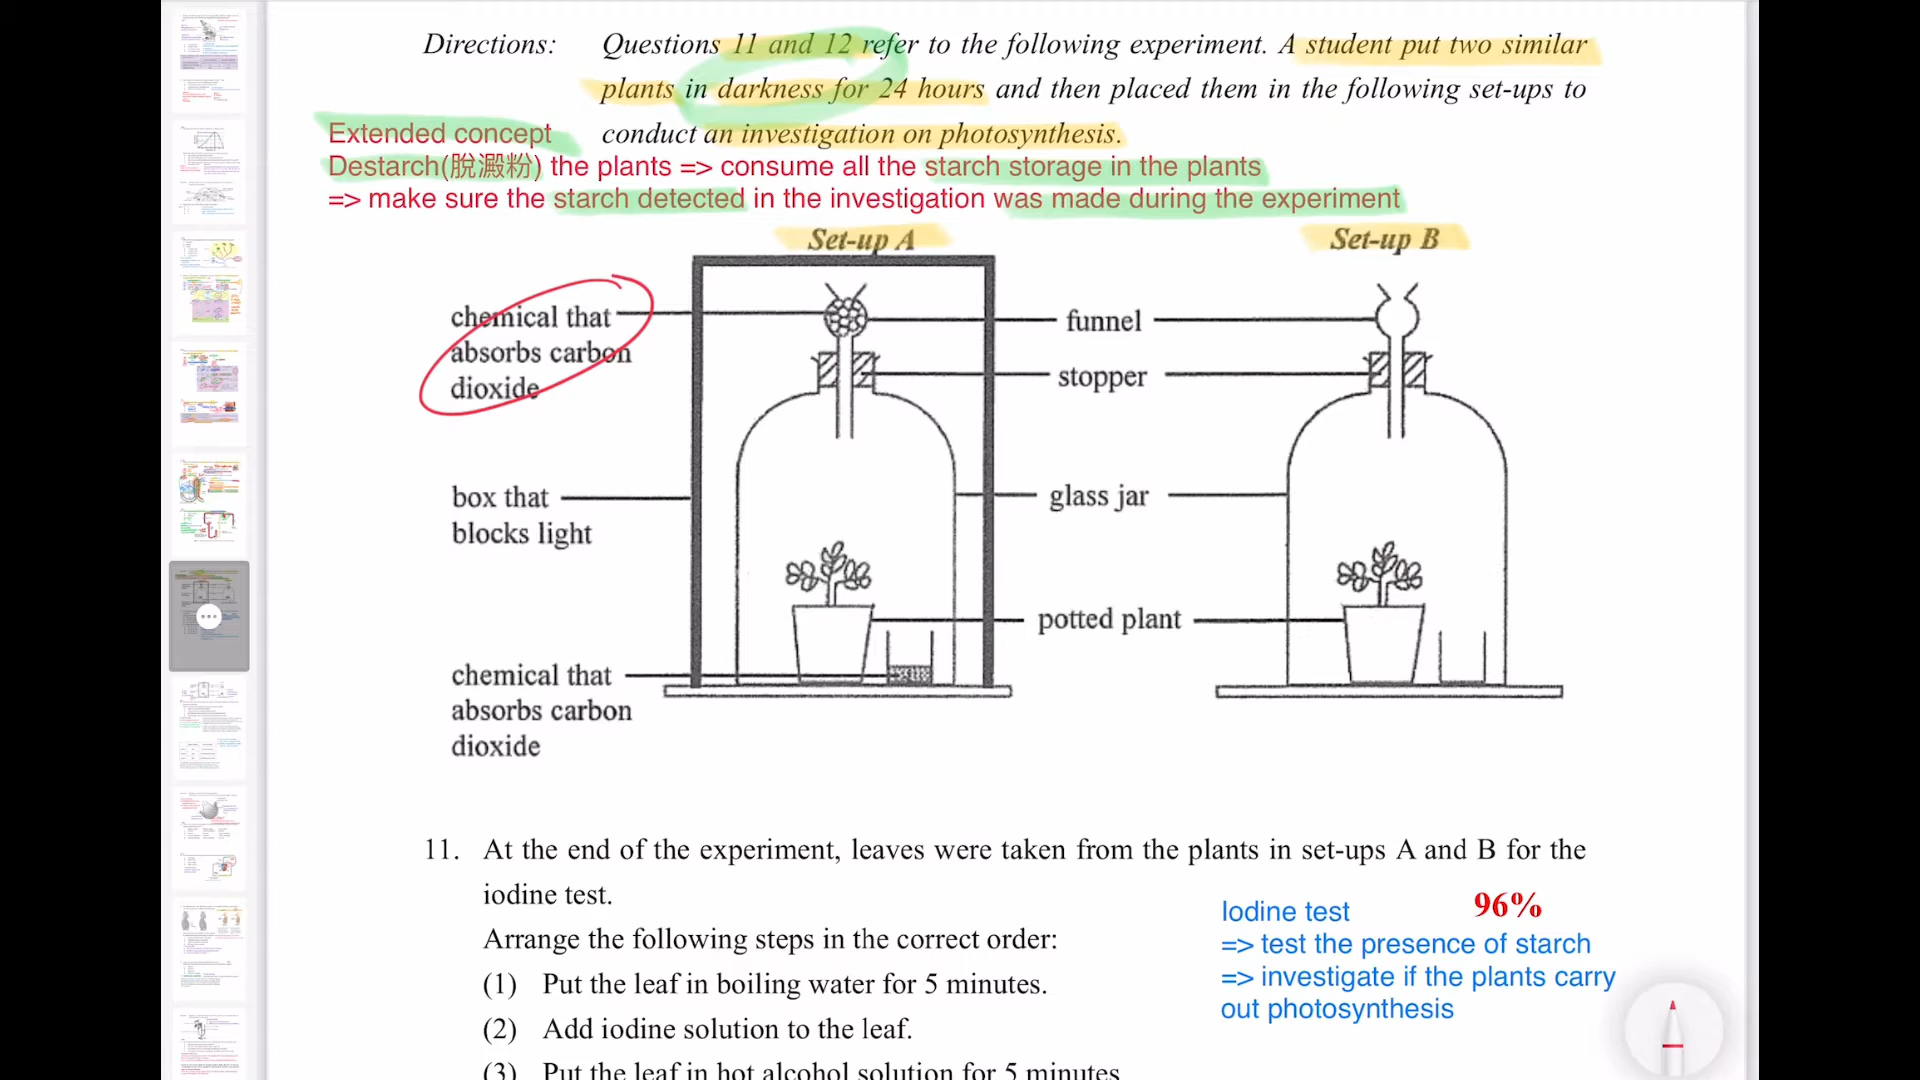 Directions: Questions 11 and 12 refer to the following experiment. A student put two similar
plants in darkness for 24 hours and then placed them in the following set-ups to
conduct an investigation on photosynthesis.
Extended concept
Destarch(脫澱粉) the plants => consume all the starch storage in the plants
=> make sure the starch detected in the investigation was made during the experiment
Set-up A
Set-up B
chemical that
absorbs carbon
dioxide
funnel
stopper
box that
blocks light
glass jar
potted plant
chemical that
absorbs carbon
dioxide
11. At the end of the experiment, leaves were taken from the plants in set-ups A and B for the
iodine test.
Arrange the following steps in the correct order:
(1) Put the leaf in boiling water for 5 minutes.
(2) Add iodine solution to the leaf.
(3) Put the leaf in hot alcohol solution for 5 minutes
Iodine test 96%
=> test the presence of starch
=> investigate if the plants carry
out photosynthesis